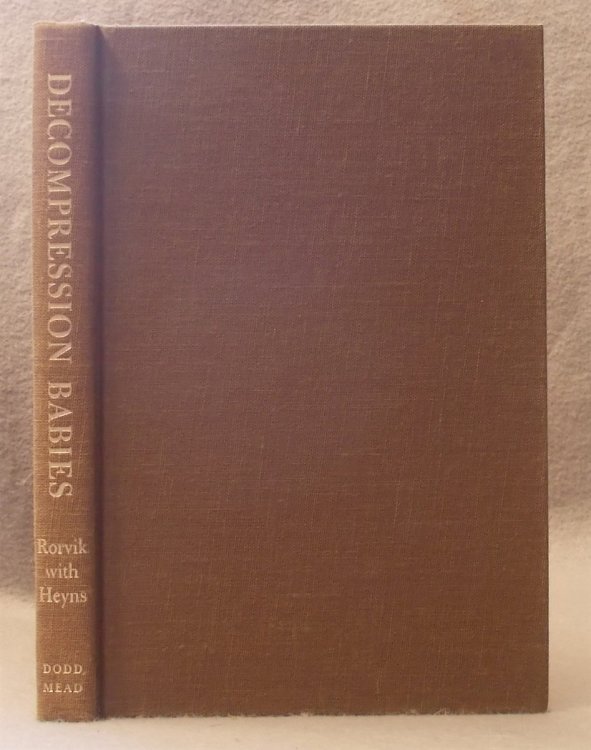 DECOMPRESSION BABIES
Rorvik
with
Heyns
DODD,
MEAD